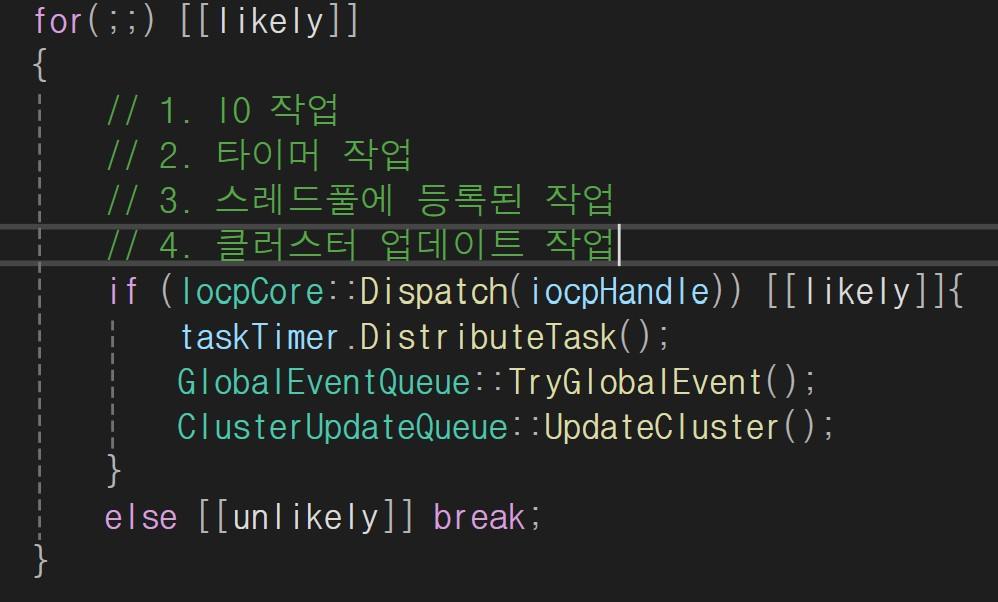 for(;;) [[likely]]
{
// 1. IO 작업
// 2. 타이머 작업
// 3. 스레드풀에 등록된 작업
// 4. 클러스터 업데이트 작업
if (IocpCore::Dispatch(iocpHandle)) [[likely]]{
taskTimer.DistributeTask();
GlobalEventQueue::TryGlobalEvent();
ClusterUpdateQueue::UpdateCluster();
}
else [[unlikely]] break;
}